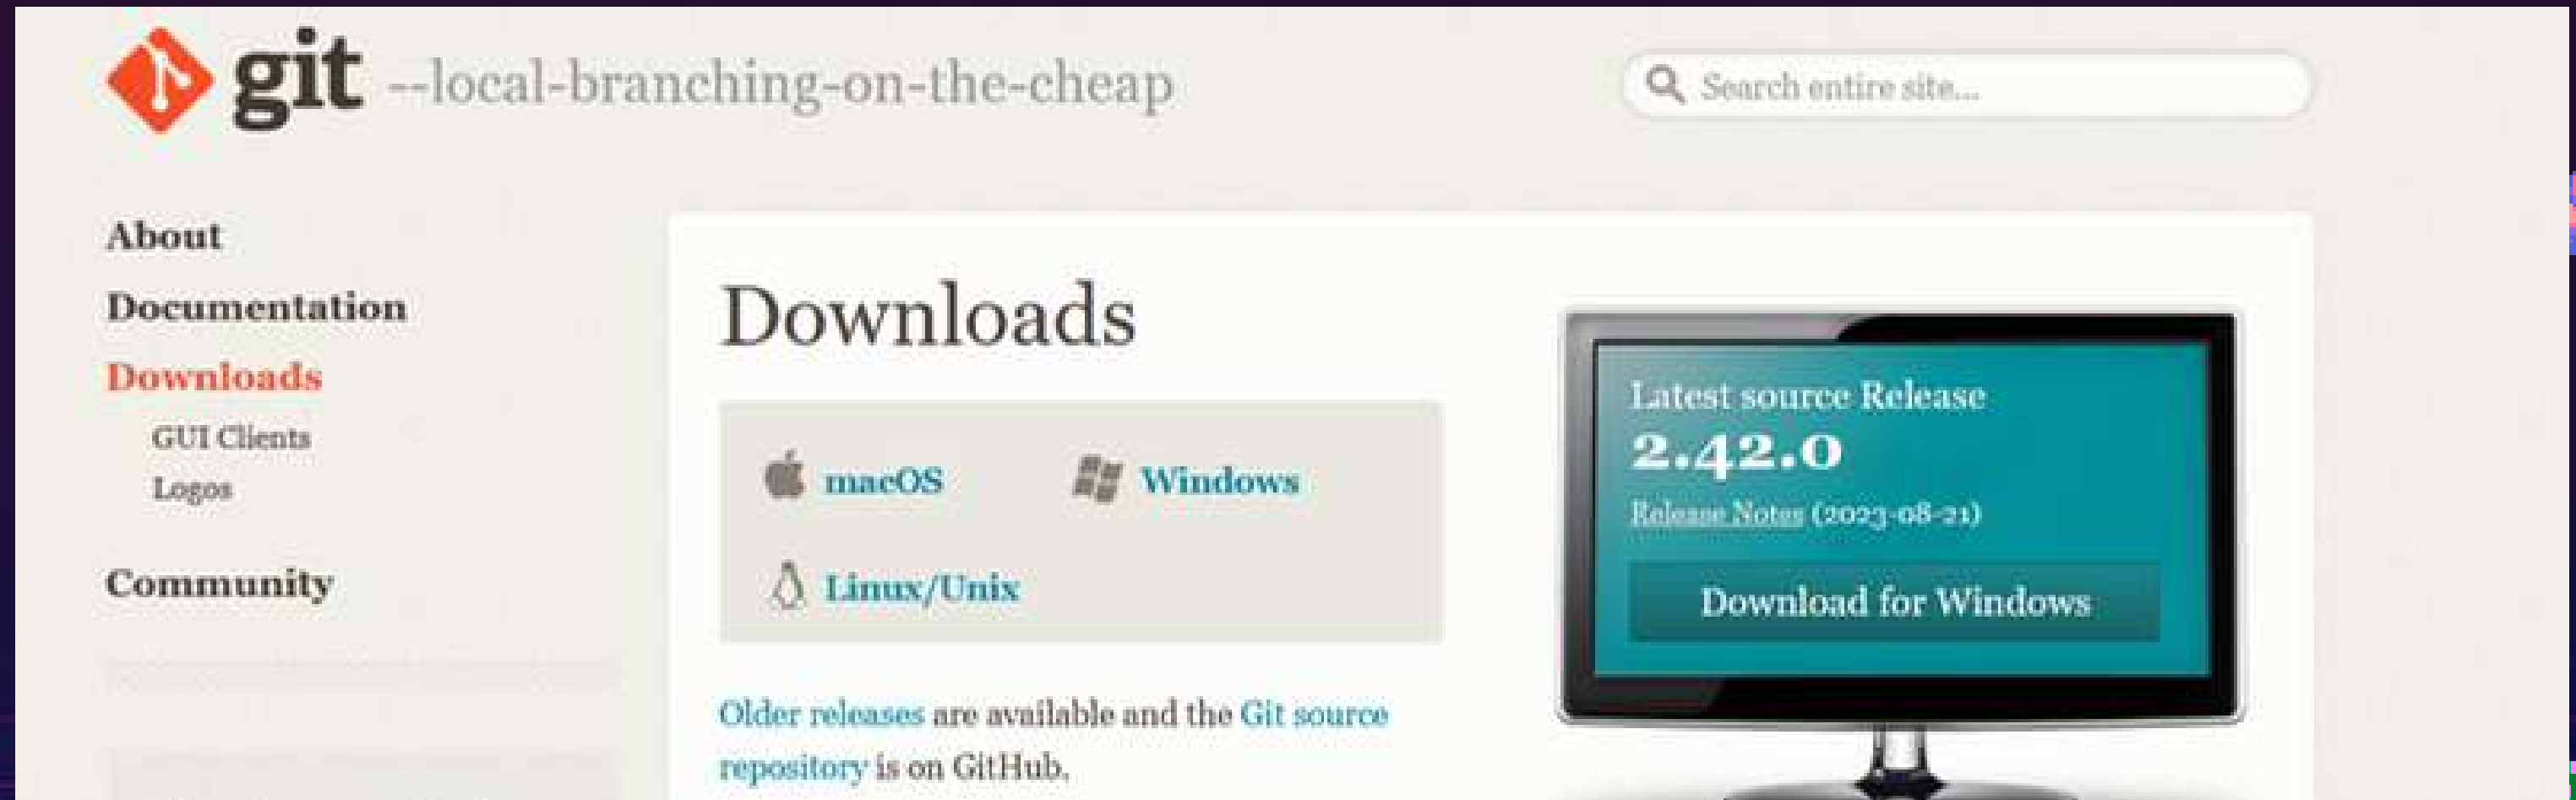 git --local-branching-on-the-cheap
Search entire site...
About
Documentation
Downloads
GUI Clients
Logos
Community
Downloads
macOS
Windows
Linux/Unix
Older releases are available and the Git source
repository is on GitHub.
Latest source Release
2.42.0
Release Notes (2023-08-21)
Download for Windows